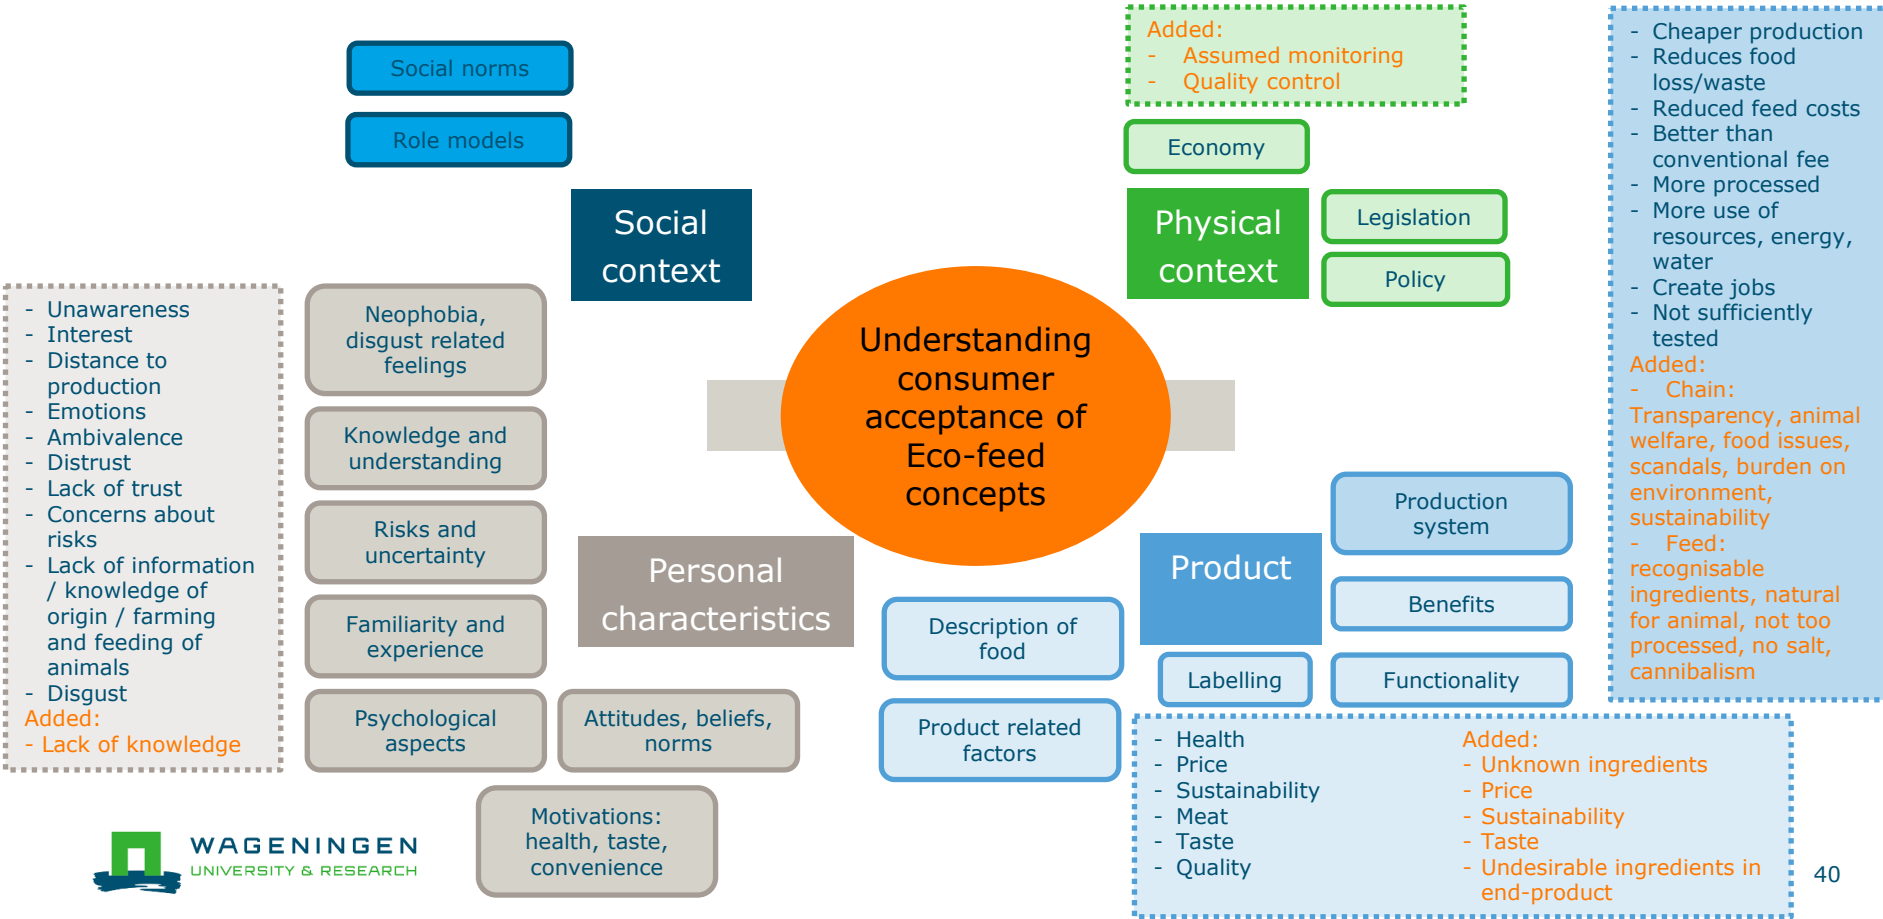 Social norms
Role models
Social
context
Added:
- Assumed monitoring
- Quality control
Economy
Physical
context
Legislation
Policy
- Cheaper production
- Reduces food
loss/waste
- Reduced feed costs
- Better than
conventional fee
- More processed
- More use of
resources, energy,
water
- Create jobs
- Not sufficiently
tested
Added:
- Chain:
Transparency, animal
welfare, food issues,
scandals, burden on
environment,
sustainability
- Feed:
recognisable
ingredients, natural
for animal, not too
processed, no salt,
cannibalism
- Unawareness
- Interest
- Distance to
production
- Emotions
- Ambivalence
- Distrust
- Lack of trust
- Concerns about
risks
- Lack of information
/ knowledge of
origin / farming
and feeding of
animals
- Disgust
Added:
- Lack of knowledge
Neophobia,
disgust related
feelings
Knowledge and
understanding
Risks and
uncertainty
Familiarity and
experience
Psychological
aspects
Attitudes, beliefs,
norms
Motivations:
health, taste,
convenience
Personal
characteristics
Understanding
consumer
acceptance of
Eco-feed
concepts
Product
Production
system
Benefits
Functionality
Labelling
Description of
food
Product related
factors
- Health
- Price
- Sustainability
- Meat
- Taste
- Quality
Added:
- Unknown ingredients
- Price
- Sustainability
- Taste
- Undesirable ingredients in
end-product
WAGENINGEN
UNIVERSITY & RESEARCH
40